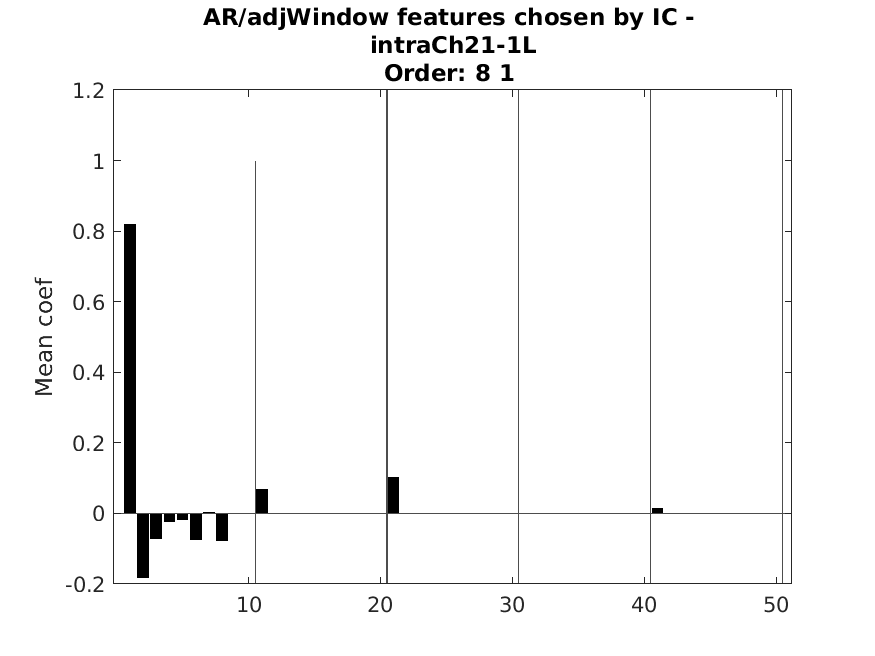 AR/adjWindow features chosen by IC -
intraCh21-1L
Order: 8 1
1.2
1
0.8
0.6
0.4
0.2
0
-0.2
Mean coef
10 20 30 40 50